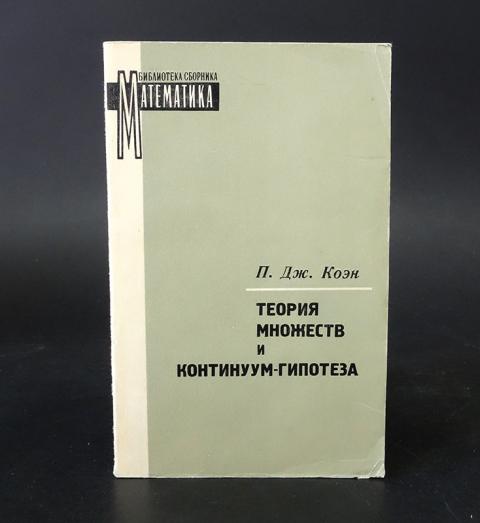 БИБЛИОТЕКА СБОРНИКА
МАТЕМАТИКА
П. Дж. Коэн
ТЕОРИЯ
МНОЖЕСТВ
и
КОНТИНУУМ-ГИПОТЕЗА